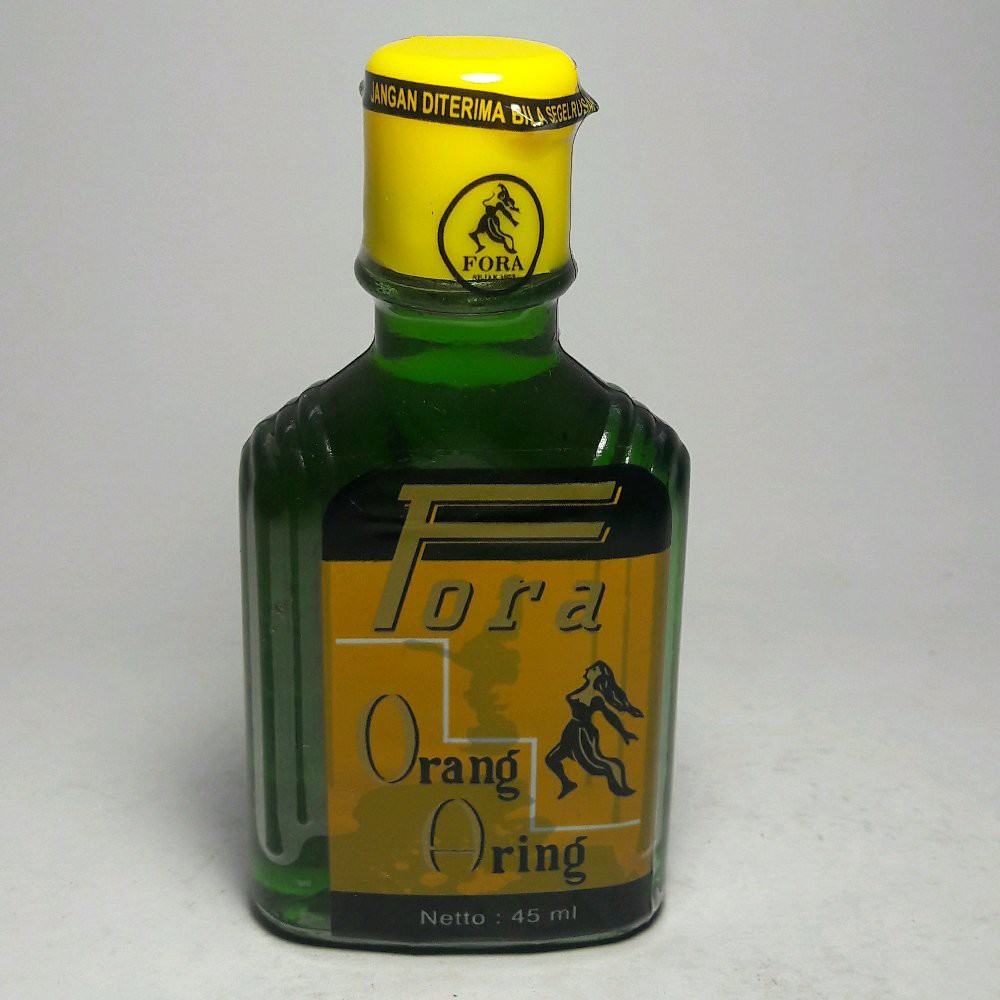 JANGAN DITERIMA BILA SEGEL RUSAK
FORA
Fora
Orang
Aring
Netto : 45 ml